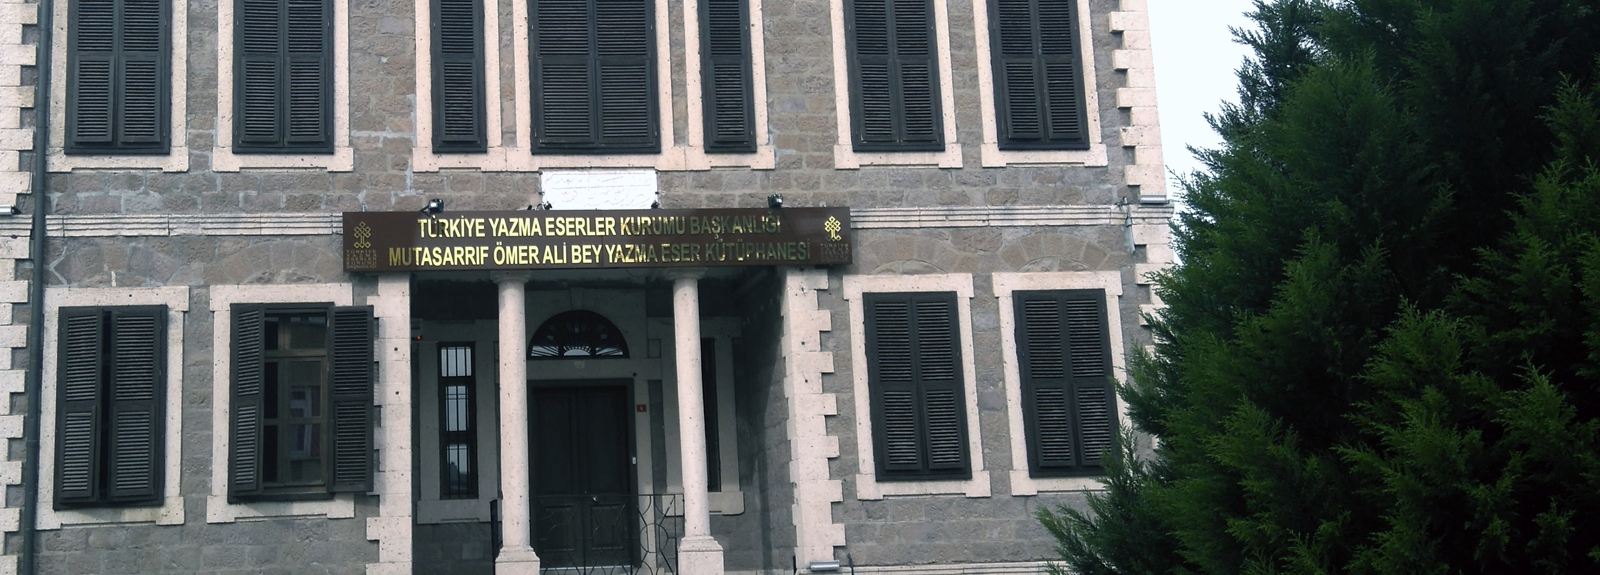 TÜRKİYE YAZMA ESERLER KURUMU BAŞKANLIĞI
MUTASARRIF ÖMER ALİ BEY YAZMA ESER KÜTÜPHANESİ